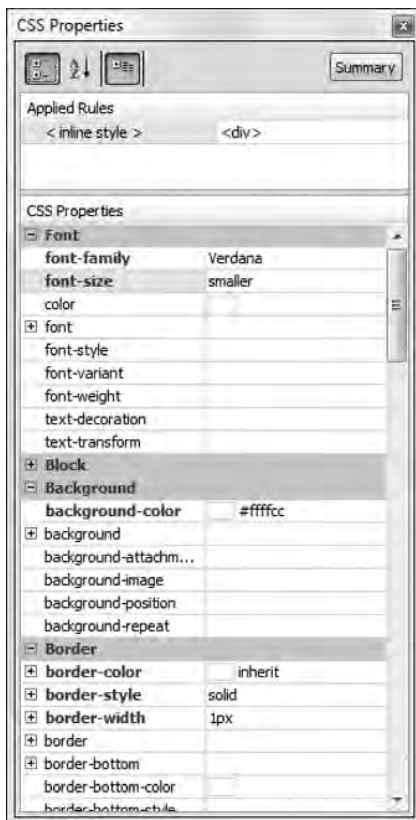 CSS Properties
Summary
Applied Rules
< inline style > <div>
CSS Properties
Font
font-family Verdana
font-size smaller
color
font
font-style
font-variant
font-weight
text-decoration
text-transform
Block
Background
background-color #ffffcc
background
background-attachm...
background-image
background-position
background-repeat
Border
border-color inherit
border-style solid
border-width 1px
border
border-bottom
border-bottom-color
border-bottom-style